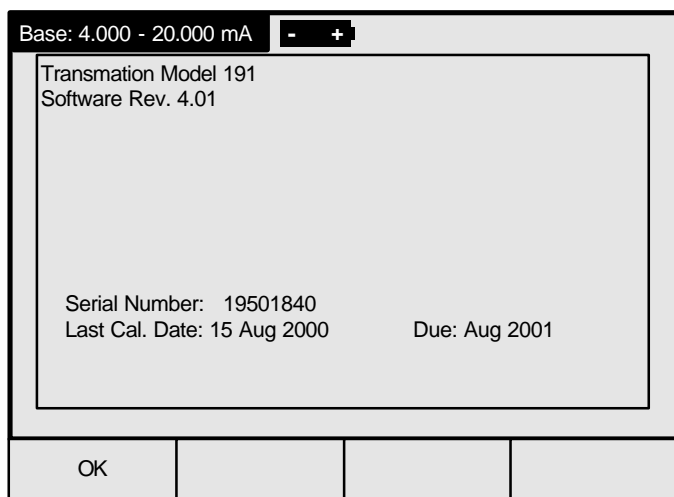 Base: 4.000 - 20.000 mA - +
Transmation Model 191
Software Rev. 4.01
Serial Number: 19501840
Last Cal. Date: 15 Aug 2000 Due: Aug 2001
OK